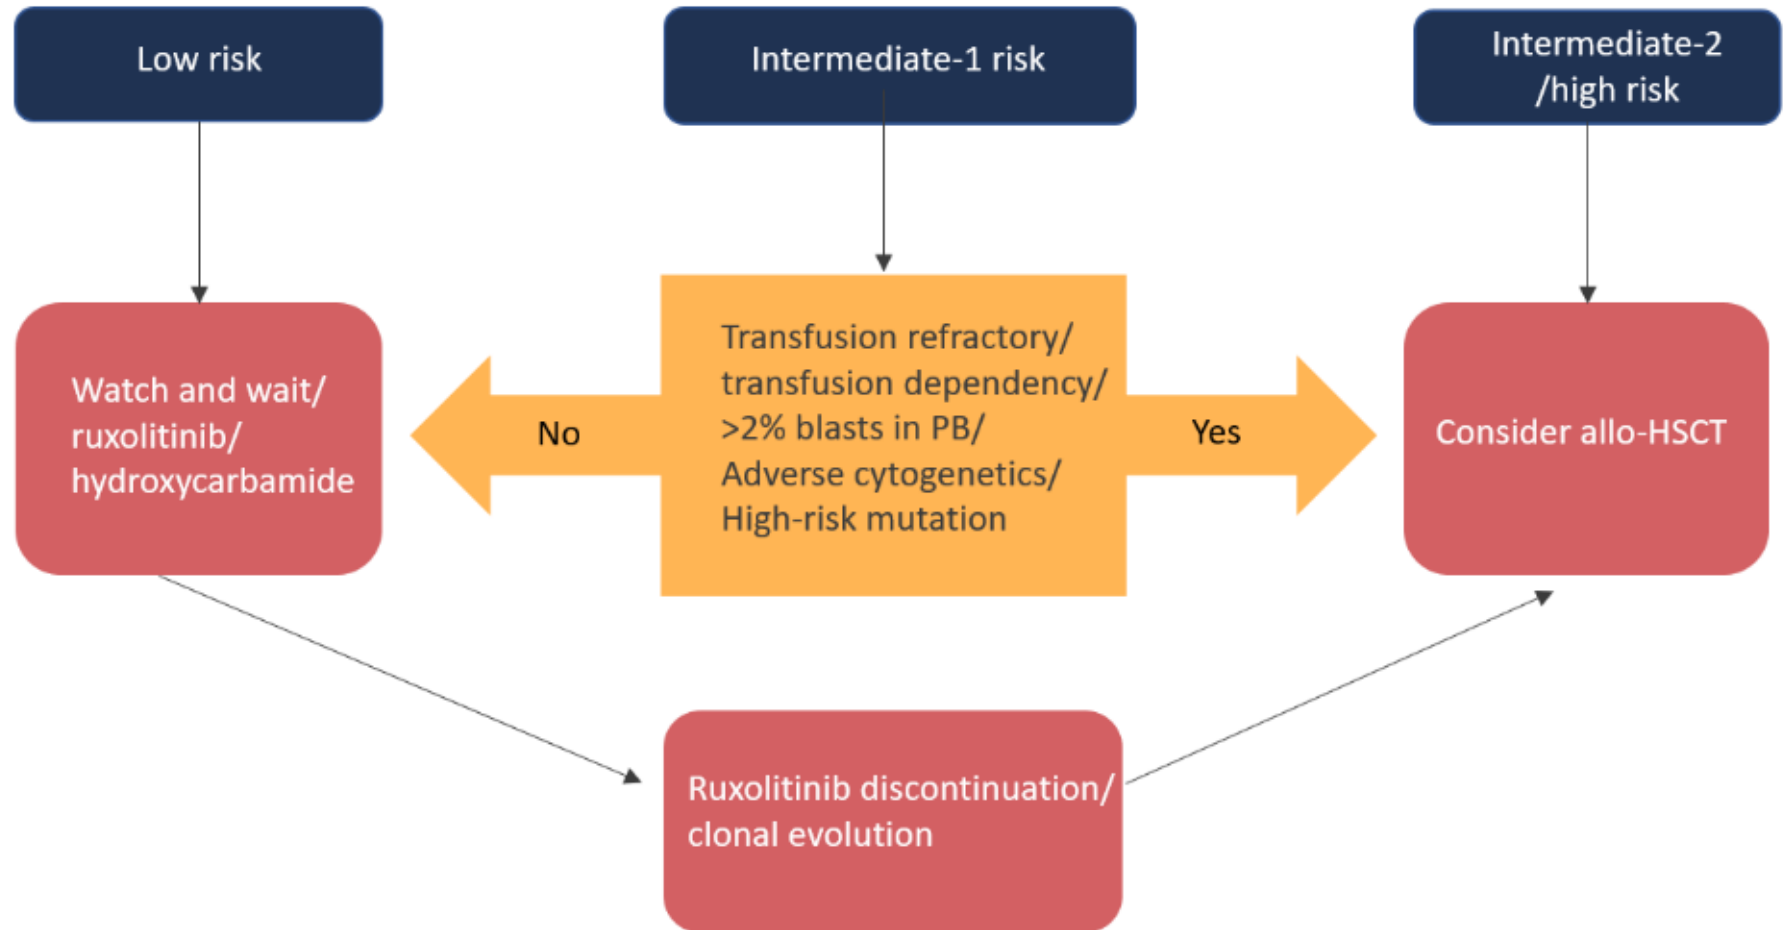 Low risk
Intermediate-1 risk
Intermediate-2
/high risk
Watch and wait/
ruxolitinib/
hydroxycarbamide
No
Transfusion refractory/
transfusion dependency/
>2% blasts in PB/
Adverse cytogenetics/
High-risk mutation
Yes
Consider allo-HSCT
Ruxolitinib discontinuation/
clonal evolution